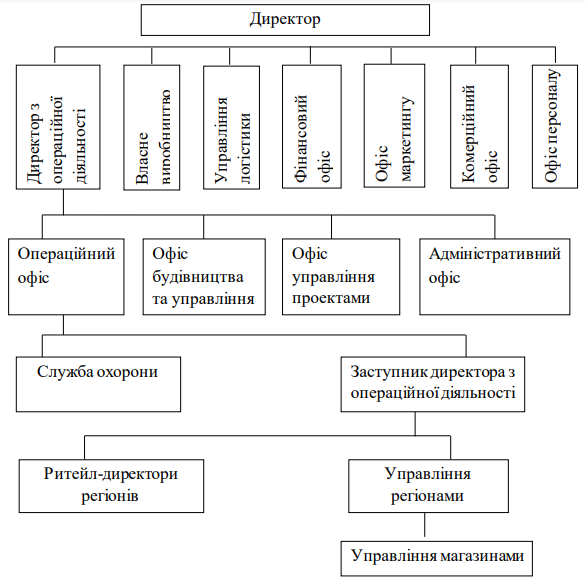 Директор
Директор з
операційної
діяльності
Власне
виробництво
Управління
логістики
Фінансовий
офіс
Офіс
маркетингу
Комерційний
офіс
Офіс персоналу
Операційний
офіс
Офіс
будівництва
та управління
Офіс
управління
проектами
Адміністративний
офіс
Служба охорони
Заступник директора з
операційної діяльності
Ритейл-директори
регіонів
Управління
регіонами
Управління магазинами